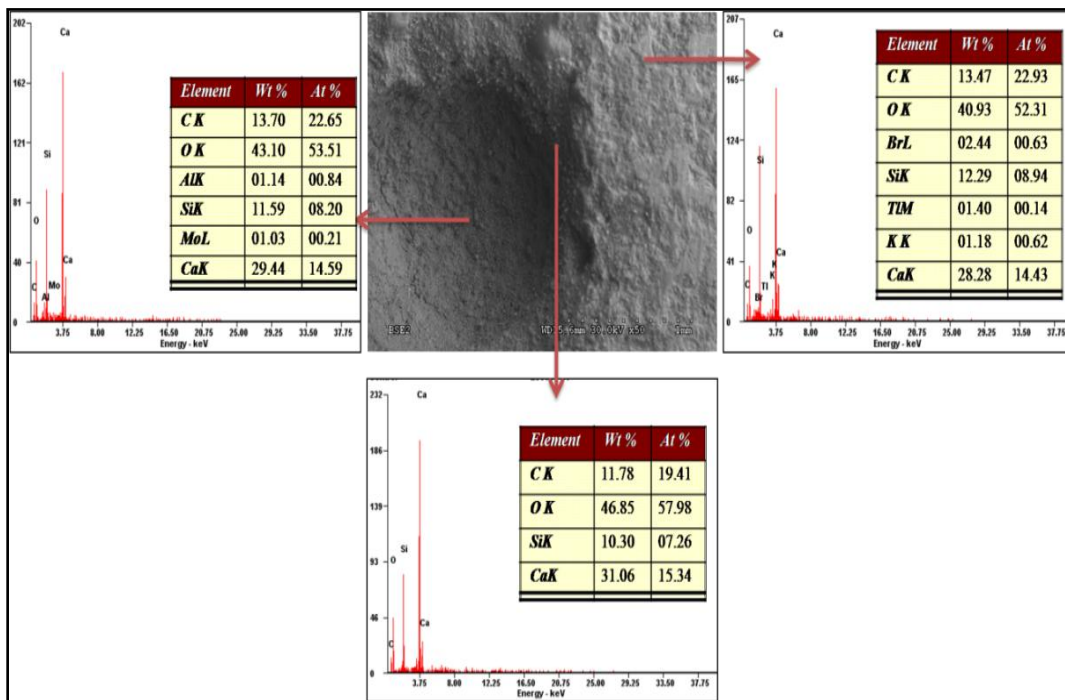 202
162
121
81
40
0
Ca
Si
O
C
Al
Mo
Ca
3.75 8.00 12.25 16.50 20.75 25.00 29.25 33.50 37.75
Energy - keV
Element Wt % At %
C K 13.70 22.65
O K 43.10 53.51
AlK 01.14 00.84
SiK 11.59 08.20
MoL 01.03 00.21
CaK 29.44 14.59
BSE2
1mm
207
165
124
82
41
0
Ca
Si
O
C
Br
Tl
K
K
Ca
3.75 8.00 12.25 16.50 20.75 25.00 29.25 33.50 37.75
Energy - keV
Element Wt % At %
C K 13.47 22.93
O K 40.93 52.31
BrL 02.44 00.63
SiK 12.29 08.94
TlM 01.40 00.14
K K 01.18 00.62
CaK 28.28 14.43
232
186
139
93
46
0
Ca
Si
O
C
Ca
3.75 8.00 12.25 16.50 20.75 25.00 29.25 33.50 37.75
Energy - keV
Element Wt % At %
C K 11.78 19.41
O K 46.85 57.98
SiK 10.30 07.26
CaK 31.06 15.34